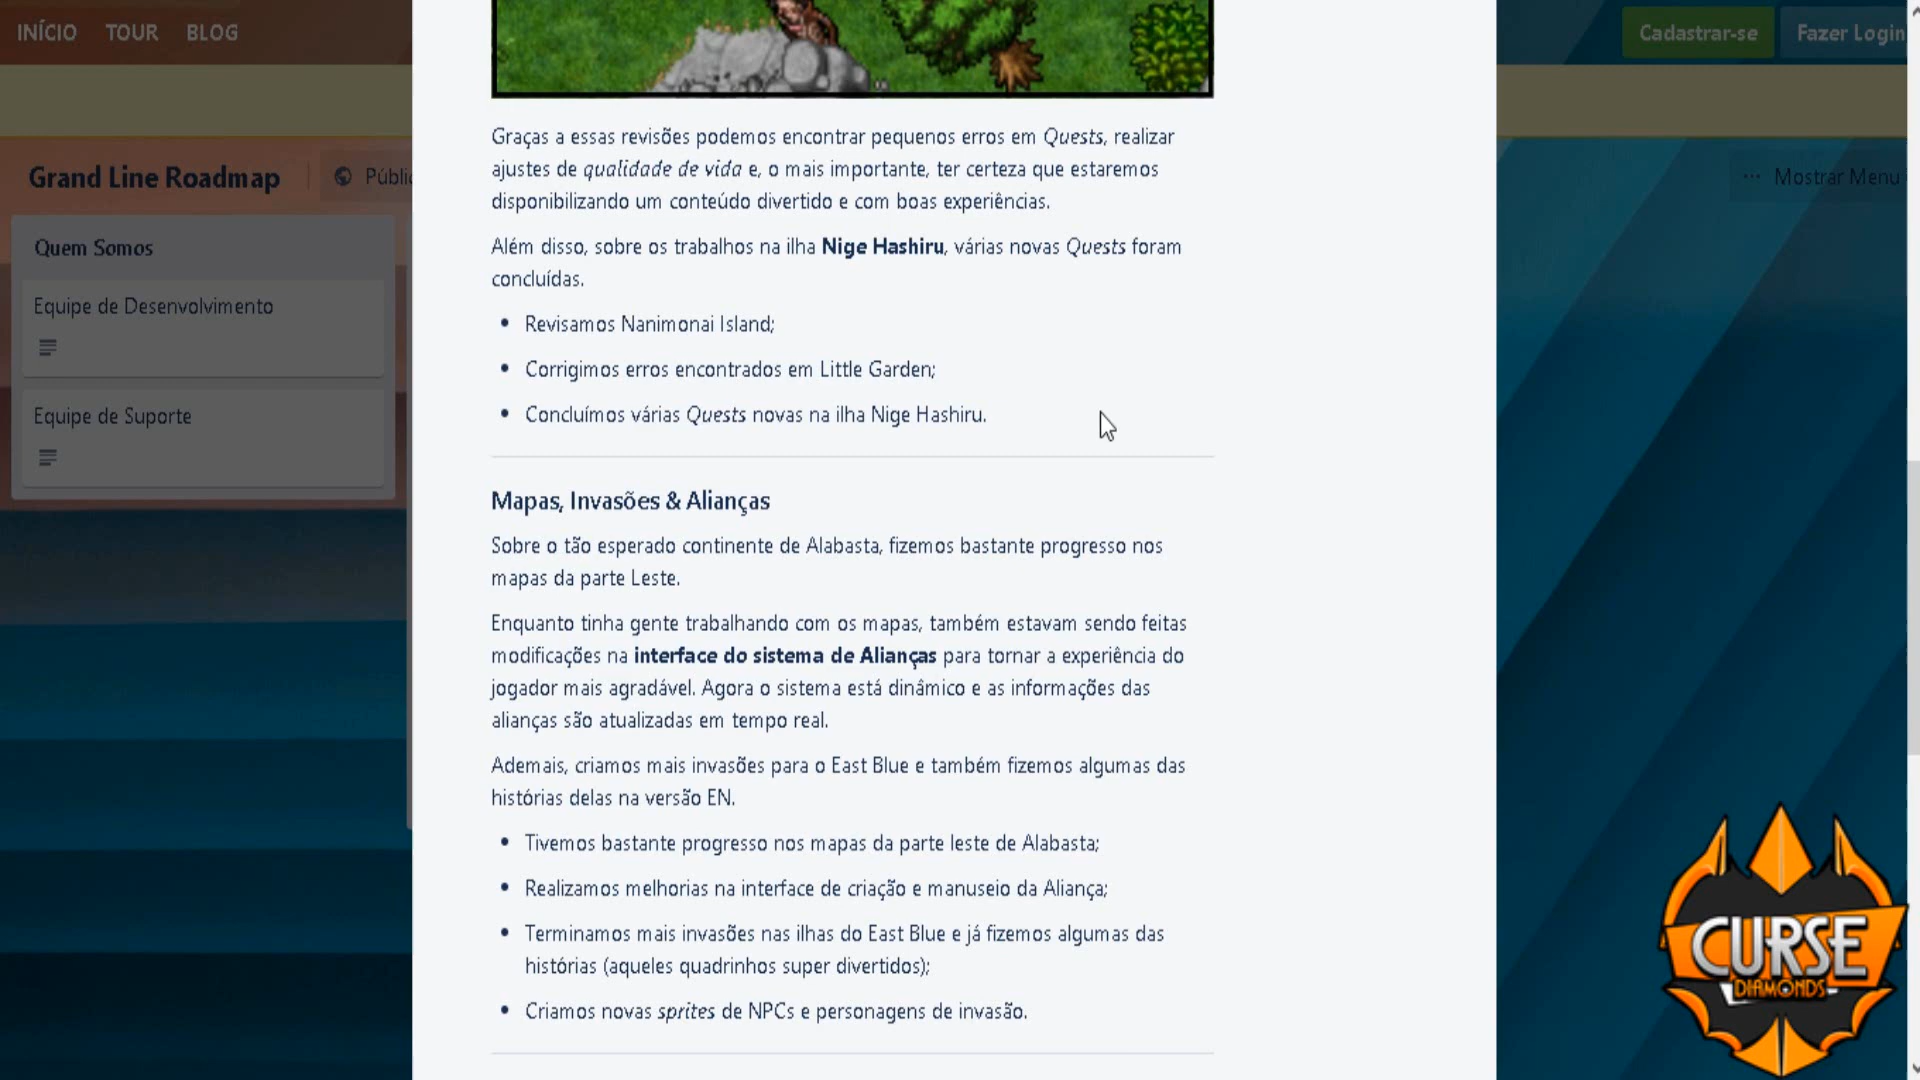 INÍCIO TOUR BLOG
Cadastrar-se Fazer Login
Grand Line Roadmap
Mostrar Menu
Quem Somos
Equipe de Desenvolvimento
Equipe de Suporte
Graças a essas revisões podemos encontrar pequenos erros em Quests, realizar
ajustes de qualidade de vida e, o mais importante, ter certeza que estaremos
disponibilizando um conteúdo divertido e com boas experiências.
Além disso, sobre os trabalhos na ilha Nige Hashiru, várias novas Quests foram
concluídas.
• Revisamos Nanimonai Island;
• Corrigimos erros encontrados em Little Garden;
• Concluímos várias Quests novas na ilha Nige Hashiru.
Mapas, Invasões & Alianças
Sobre o tão esperado continente de Alabasta, fizemos bastante progresso nos
mapas da parte Leste.
Enquanto tinha gente trabalhando com os mapas, também estavam sendo feitas
modificações na interface do sistema de Alianças para tornar a experiência do
jogador mais agradável. Agora o sistema está dinâmico e as informações das
alianças são atualizadas em tempo real.
Ademais, criamos mais invasões para o East Blue e também fizemos algumas das
histórias delas na versão EN.
• Tivemos bastante progresso nos mapas da parte leste de Alabasta;
• Realizamos melhorias na interface de criação e manuseio da Aliança;
• Terminamos mais invasões nas ilhas do East Blue e já fizemos algumas das
histórias (aqueles quadrinhos super divertidos);
• Criamos novas sprites de NPCs e personagens de invasão.
CURSE
DIAMONDS